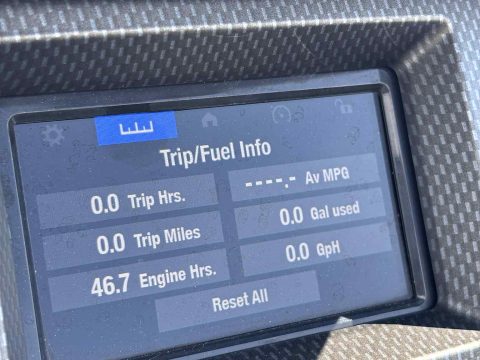 Trip/Fuel Info
0.0 Trip Hrs.
----.- Av MPG
0.0 Trip Miles
0.0 Gal used
46.7 Engine Hrs.
0.0 GpH
Reset All